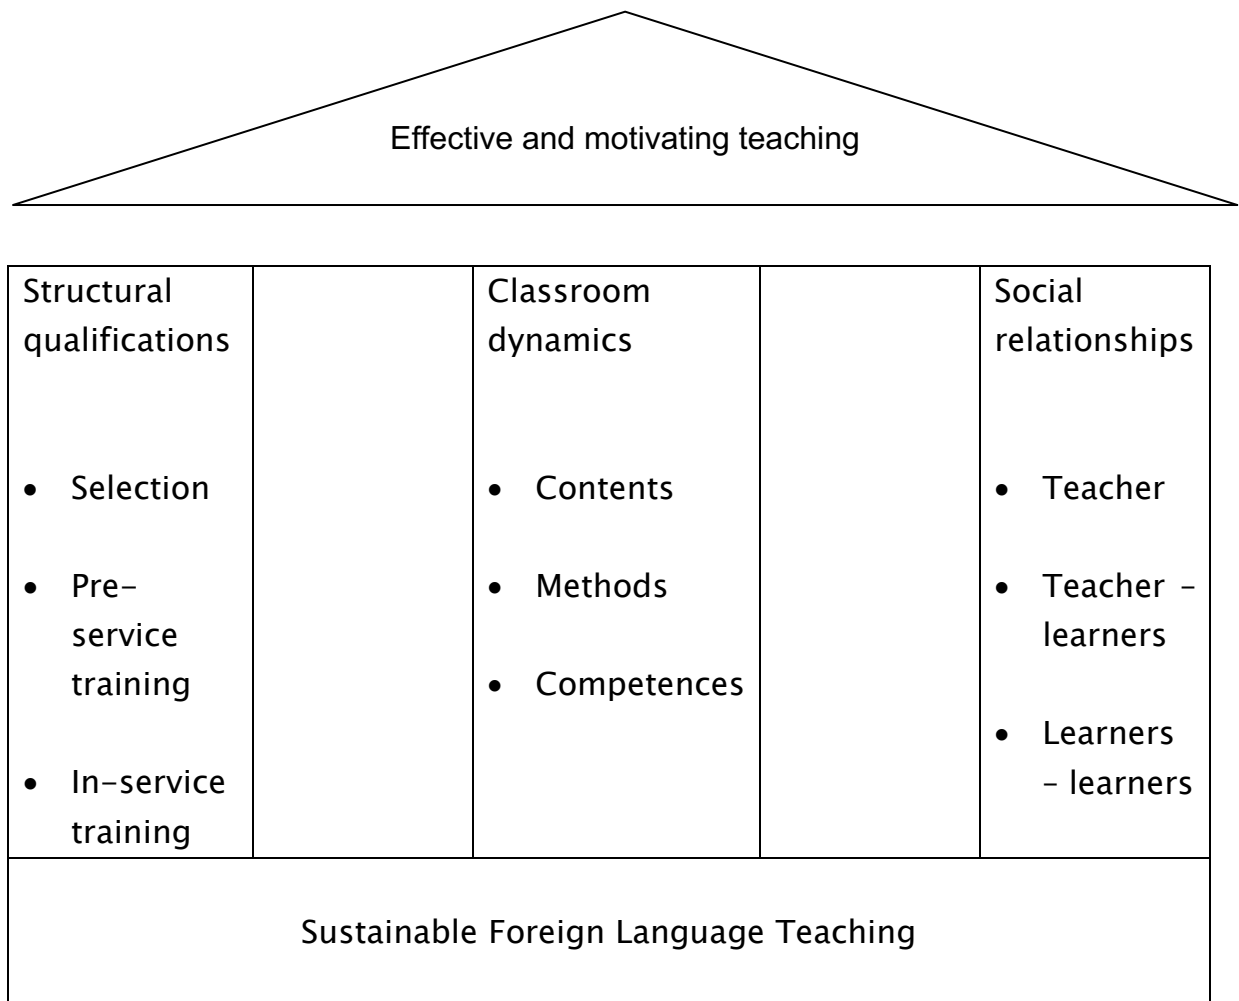 Effective and motivating teaching
Structural
qualifications
• Selection
• Pre-
service
training
• In-service
training
Classroom
dynamics
• Contents
• Methods
• Competences
Social
relationships
• Teacher
• Teacher –
learners
• Learners
– learners
Sustainable Foreign Language Teaching